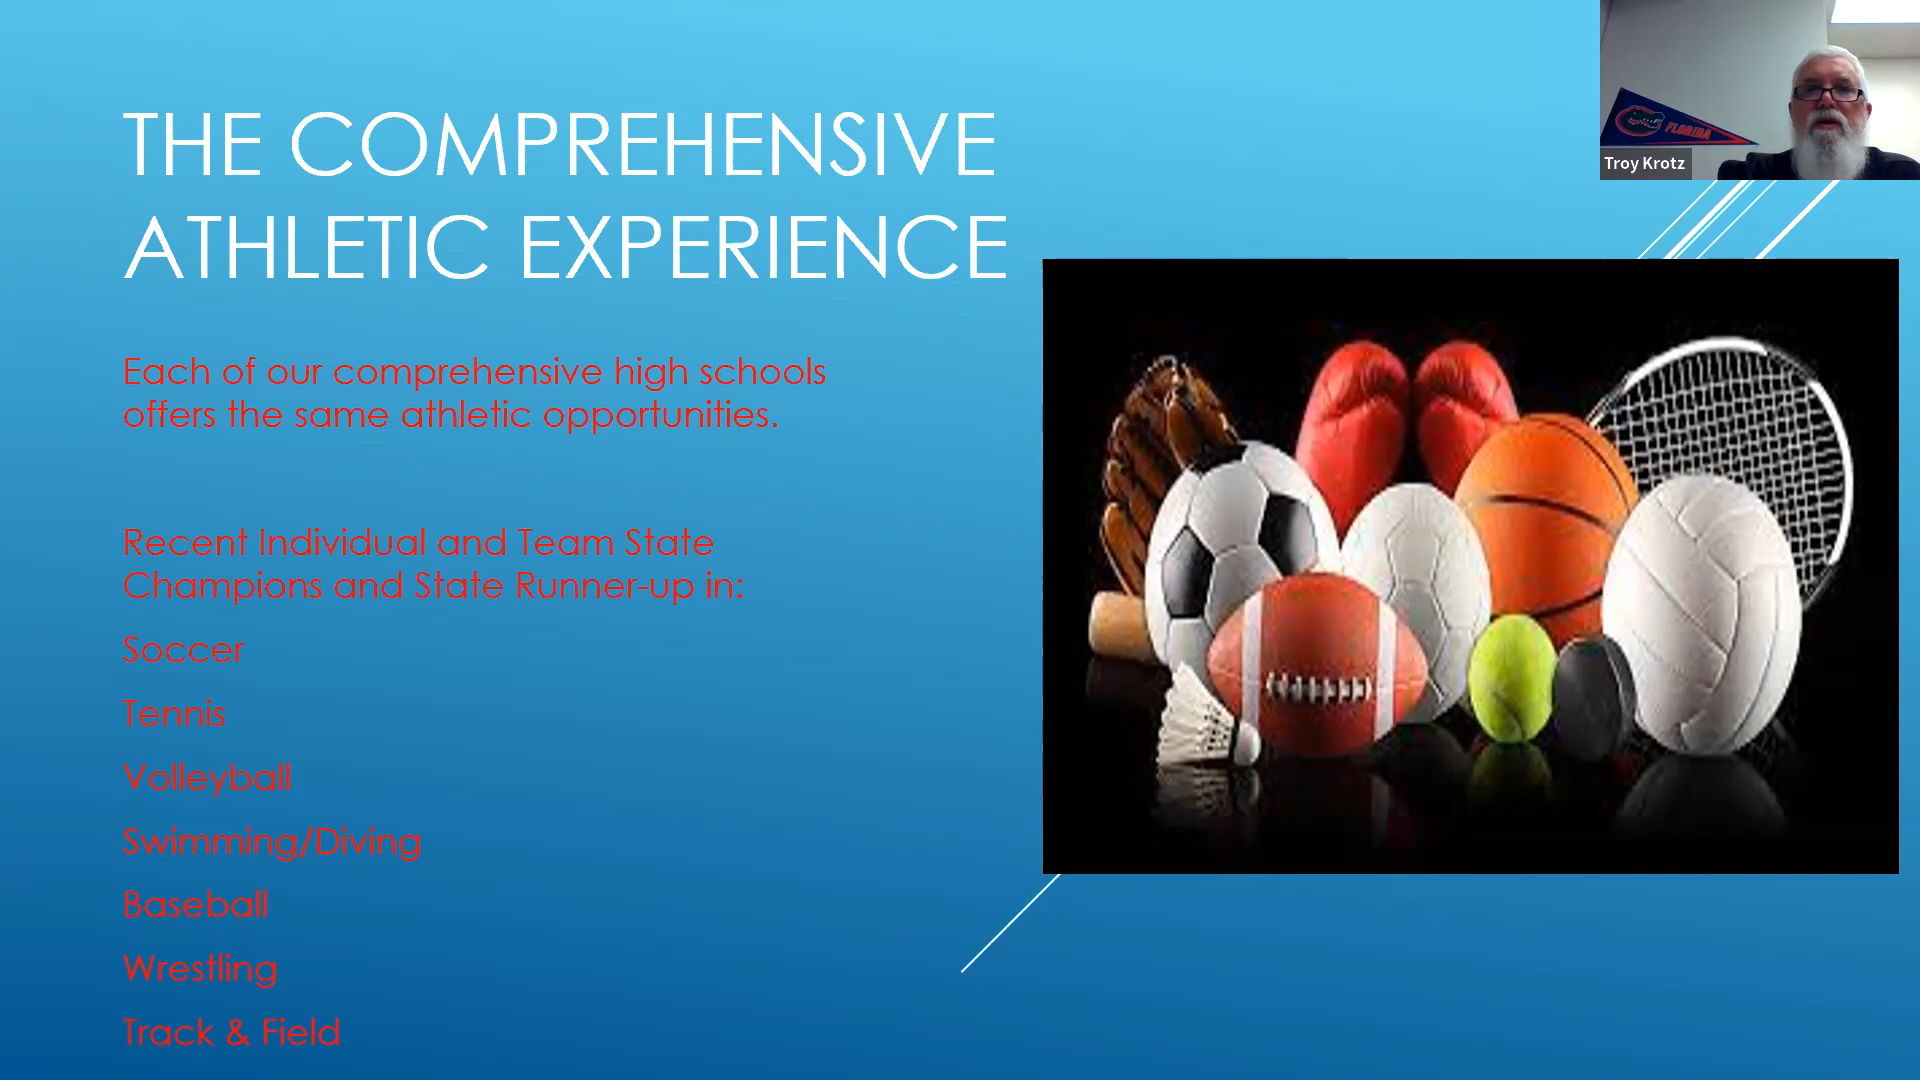 THE COMPREHENSIVE
ATHLETIC EXPERIENCE
Each of our comprehensive high schools
offers the same athletic opportunities.
Recent Individual and Team State
Champions and State Runner-up in:
Soccer
Tennis
Volleyball
Swimming/Diving
Baseball
Wrestling
Track & Field
FLORIDA
Troy Krotz